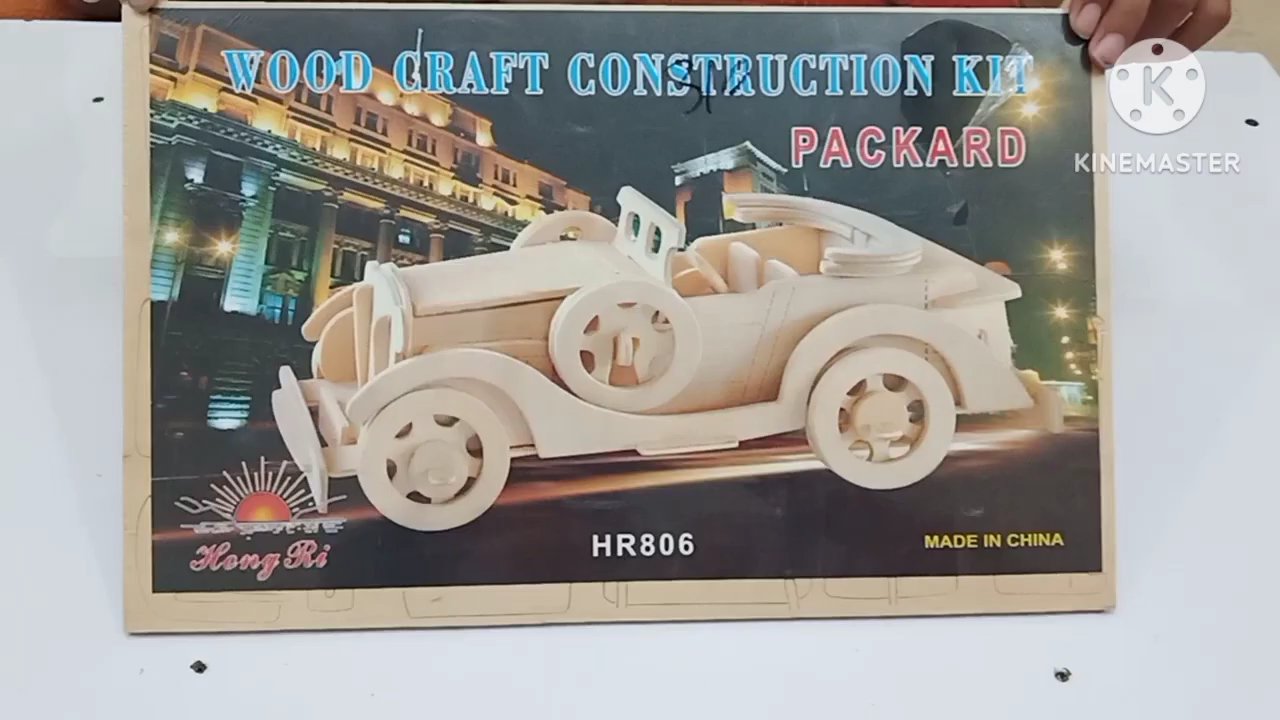 WOOD CRAFT CONSTRUCTION KIT
PACKARD
KINEMASTER
Hong Ri
HR806
MADE IN CHINA